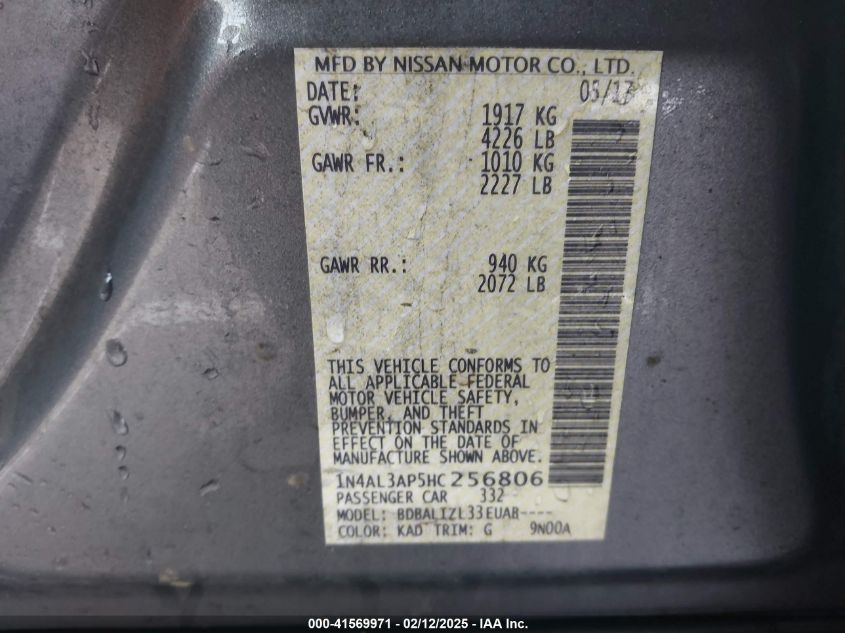 MFD BY NISSAN MOTOR CO., LTD.
DATE: 05/17
GVWR: 1917 KG
4226 LB
GAWR FR.: 1010 KG
2227 LB
GAWR RR.: 940 KG
2072 LB
THIS VEHICLE CONFORMS TO
ALL APPLICABLE FEDERAL
MOTOR VEHICLE SAFETY,
BUMPER, AND THEFT
PREVENTION STANDARDS IN
EFFECT ON THE DATE OF
MANUFACTURE SHOWN ABOVE.
1N4AL3AP5HC256806
PASSENGER CAR 332
MODEL: BDBALIZL33EUAB----
COLOR: KAD TRIM: G 9N00A
000-41569971 - 02/12/2025 - IAA Inc.